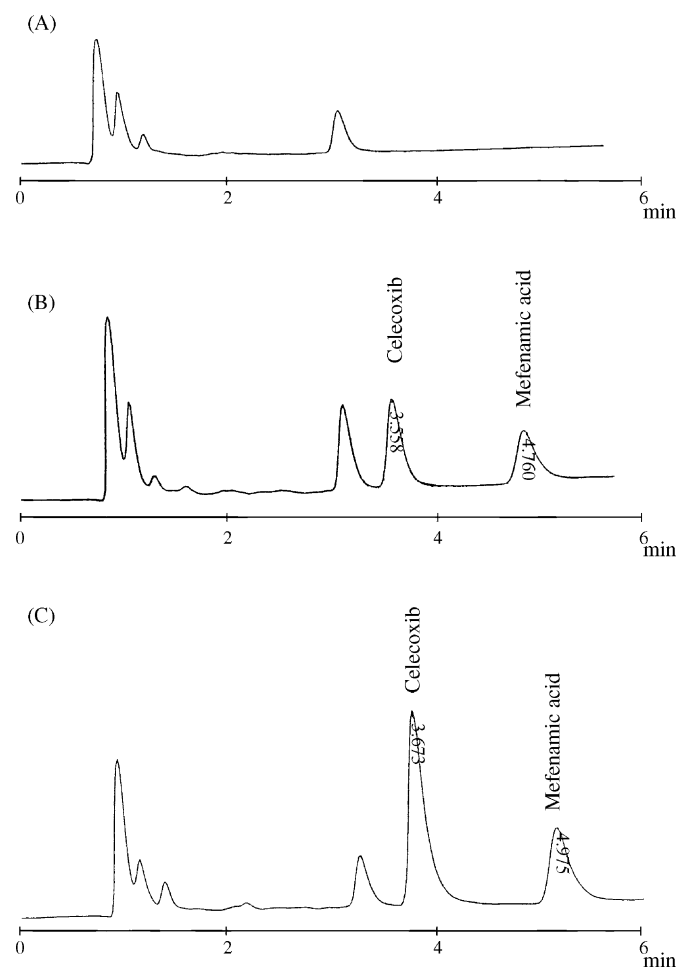 (A)
0 2 4 6
min
(B)
Celecoxib
Mefenamic acid
3.558
4.760
0 2 4 6
min
(C)
Celecoxib
Mefenamic acid
3.673
4.975
0 2 4 6
min